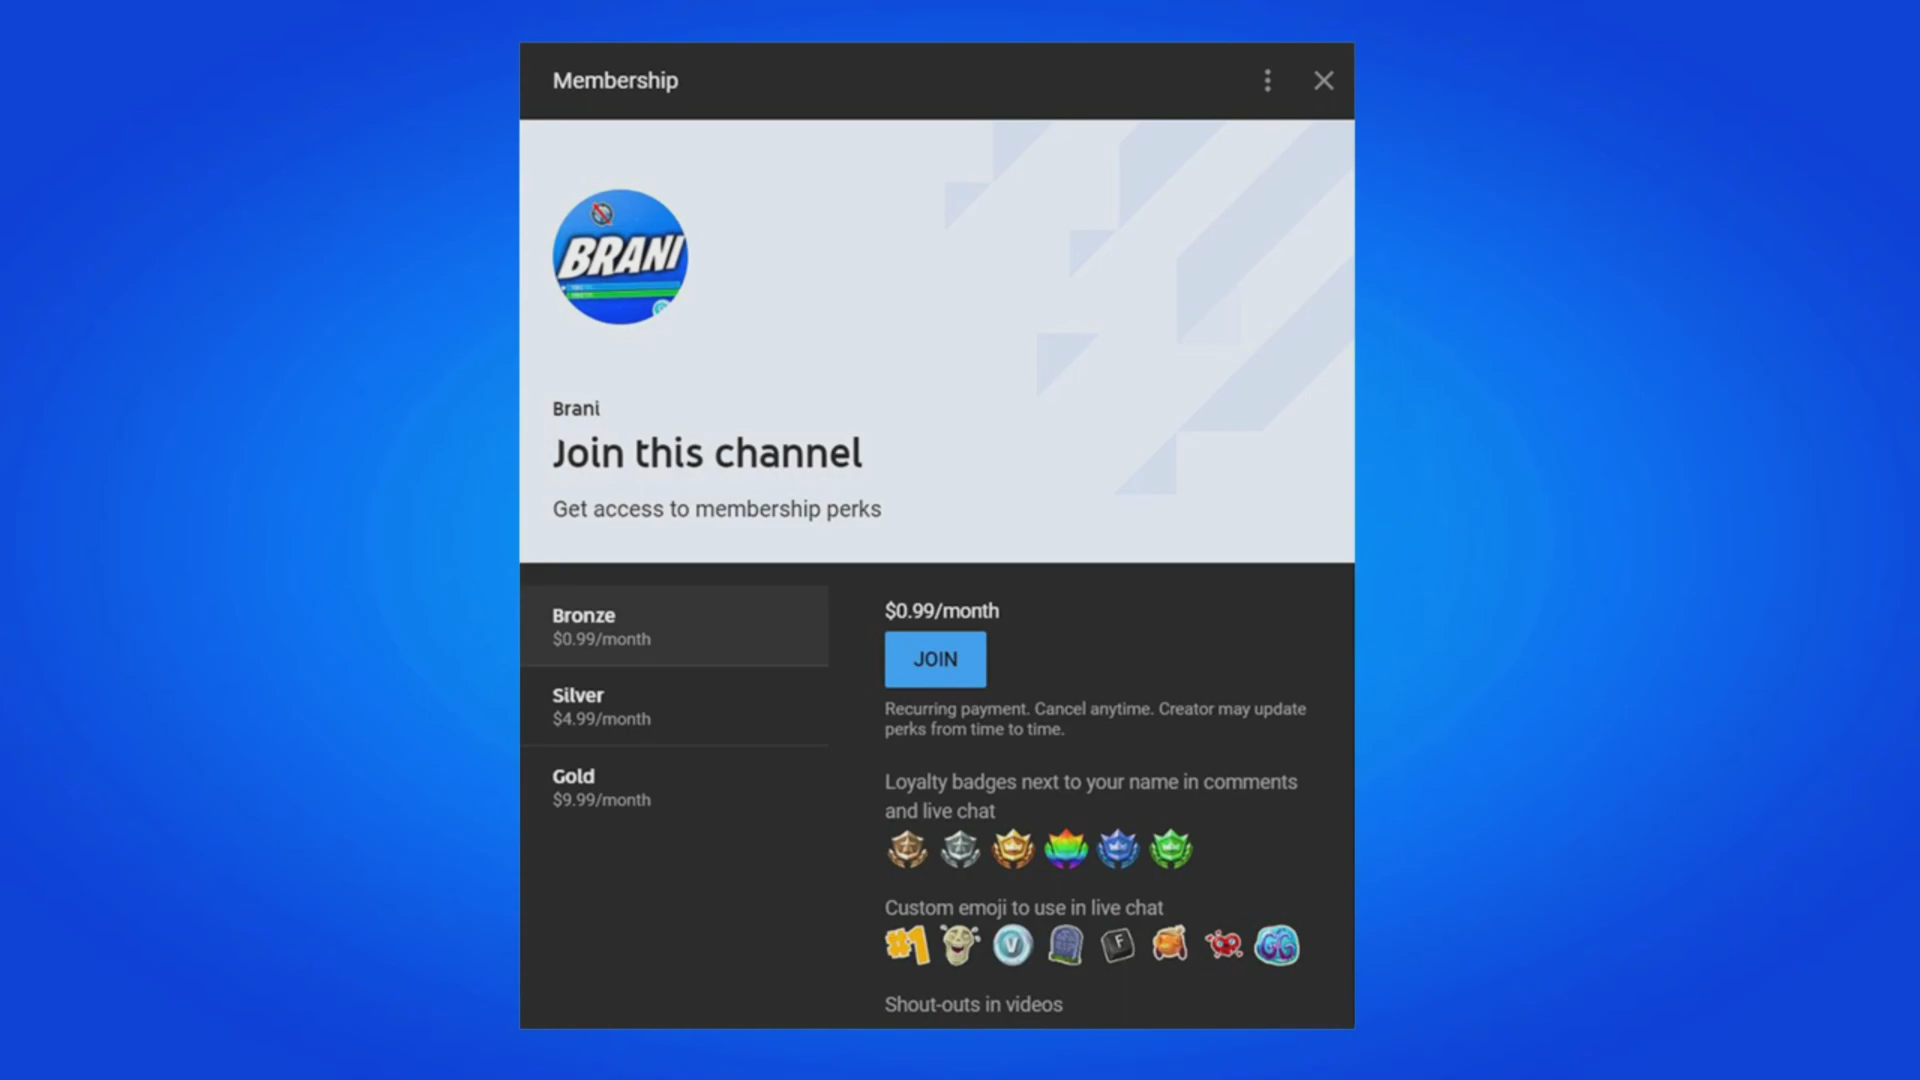 Membership
BRANI
Brani
Join this channel
Get access to membership perks
Bronze
$0.99/month
Silver
$4.99/month
Gold
$9.99/month
$0.99/month
JOIN
Recurring payment. Cancel anytime. Creator may update
perks from time to time.
Loyalty badges next to your name in comments
and live chat
Custom emoji to use in live chat
#1
V
RIP
F
GG
Shout-outs in videos